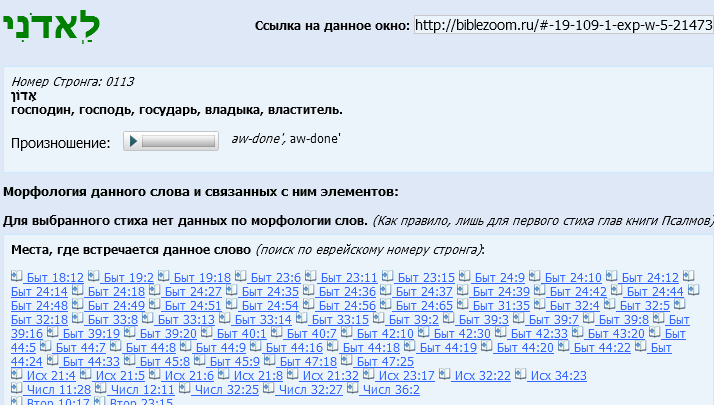 לַאדֹנִי
Ссылка на данное окно: http://biblezoom.ru/#-19-109-1-exp-w-5-21473
Номер Стронга: 0113
אָדוֹן
господин, господь, государь, владыка, властитель.
Произношение: aw-done', aw-done'
Морфология данного слова и связанных с ним элементов:
Для выбранного стиха нет данных по морфологии слов. (Как правило, лишь для первого стиха глав книги Псалмов)
Места, где встречается данное слово (поиск по еврейскому номеру стронга):
Быт 18:12 Быт 19:2 Быт 19:18 Быт 23:6 Быт 23:11 Быт 23:15 Быт 24:9 Быт 24:10 Быт 24:12
Быт 24:14 Быт 24:18 Быт 24:27 Быт 24:35 Быт 24:36 Быт 24:37 Быт 24:39 Быт 24:42 Быт 24:44
Быт 24:48 Быт 24:49 Быт 24:51 Быт 24:54 Быт 24:56 Быт 24:65 Быт 31:35 Быт 32:4 Быт 32:5
Быт 32:18 Быт 33:8 Быт 33:13 Быт 33:14 Быт 33:15 Быт 39:2 Быт 39:3 Быт 39:7 Быт 39:8 Быт
39:16 Быт 39:19 Быт 39:20 Быт 40:1 Быт 40:7 Быт 42:10 Быт 42:30 Быт 42:33 Быт 43:20 Быт
44:5 Быт 44:7 Быт 44:8 Быт 44:9 Быт 44:16 Быт 44:18 Быт 44:19 Быт 44:20 Быт 44:22 Быт
44:24 Быт 44:33 Быт 45:8 Быт 45:9 Быт 47:18 Быт 47:25
Исх 21:4 Исх 21:5 Исх 21:6 Исх 21:8 Исх 21:32 Исх 23:17 Исх 32:22 Исх 34:23
Числ 11:28 Числ 12:11 Числ 32:25 Числ 32:27 Числ 36:2
Втор 10:17 Втор 23:15